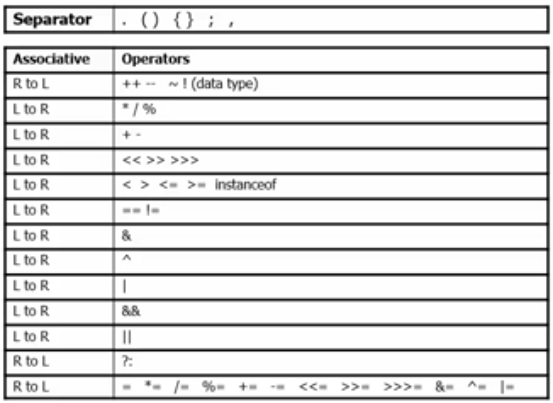 Separator . () {} ; ,
Associative Operators
R to L ++ -- ~ ! (data type)
L to R * / %
L to R + -
L to R << >> >>>
L to R < > <= >= instanceof
L to R == !=
L to R &
L to R ^
L to R |
L to R &&
L to R ||
R to L ?:
R to L = *= /= %= += -= <<= >>= >>>= &= ^= |=